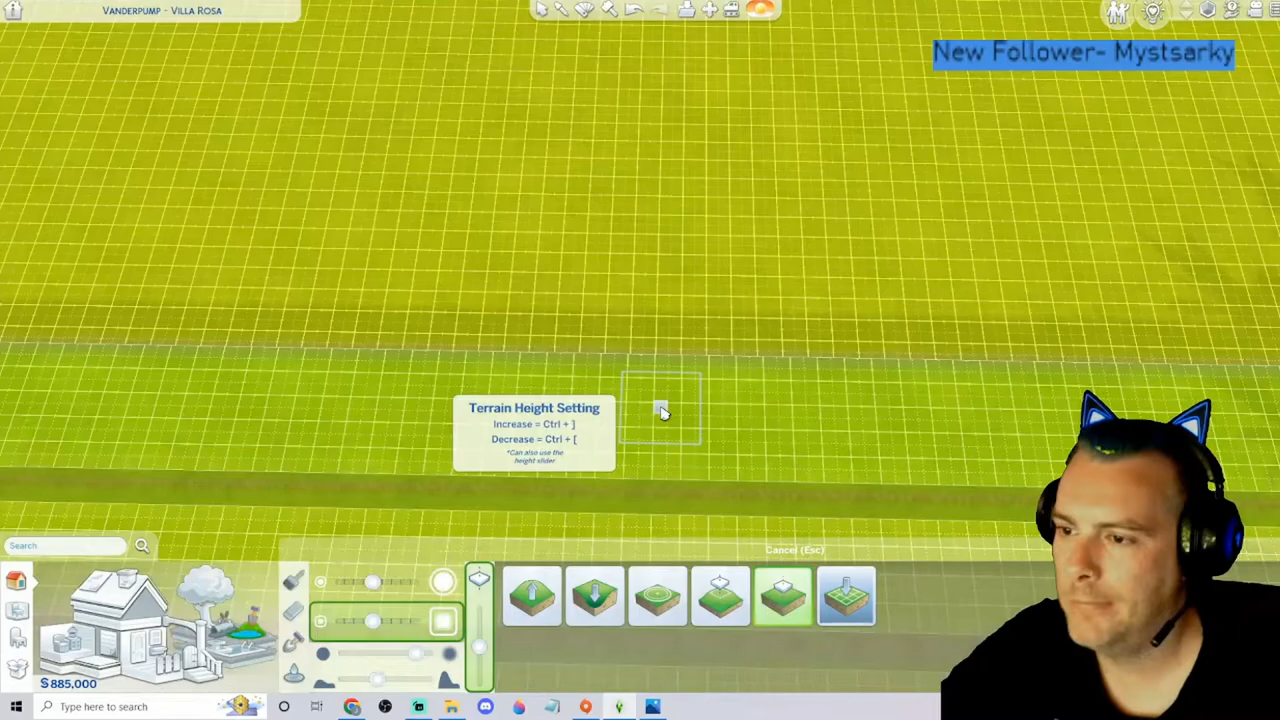 VANDERPUMP - VILLA ROSA
New Follower- Mystsarky
Terrain Height Setting
Increase = Ctrl + ]
Decrease = Ctrl + [
*Can also use the
height slider
Cancel (Esc)
Search
§885,000
Type here to search